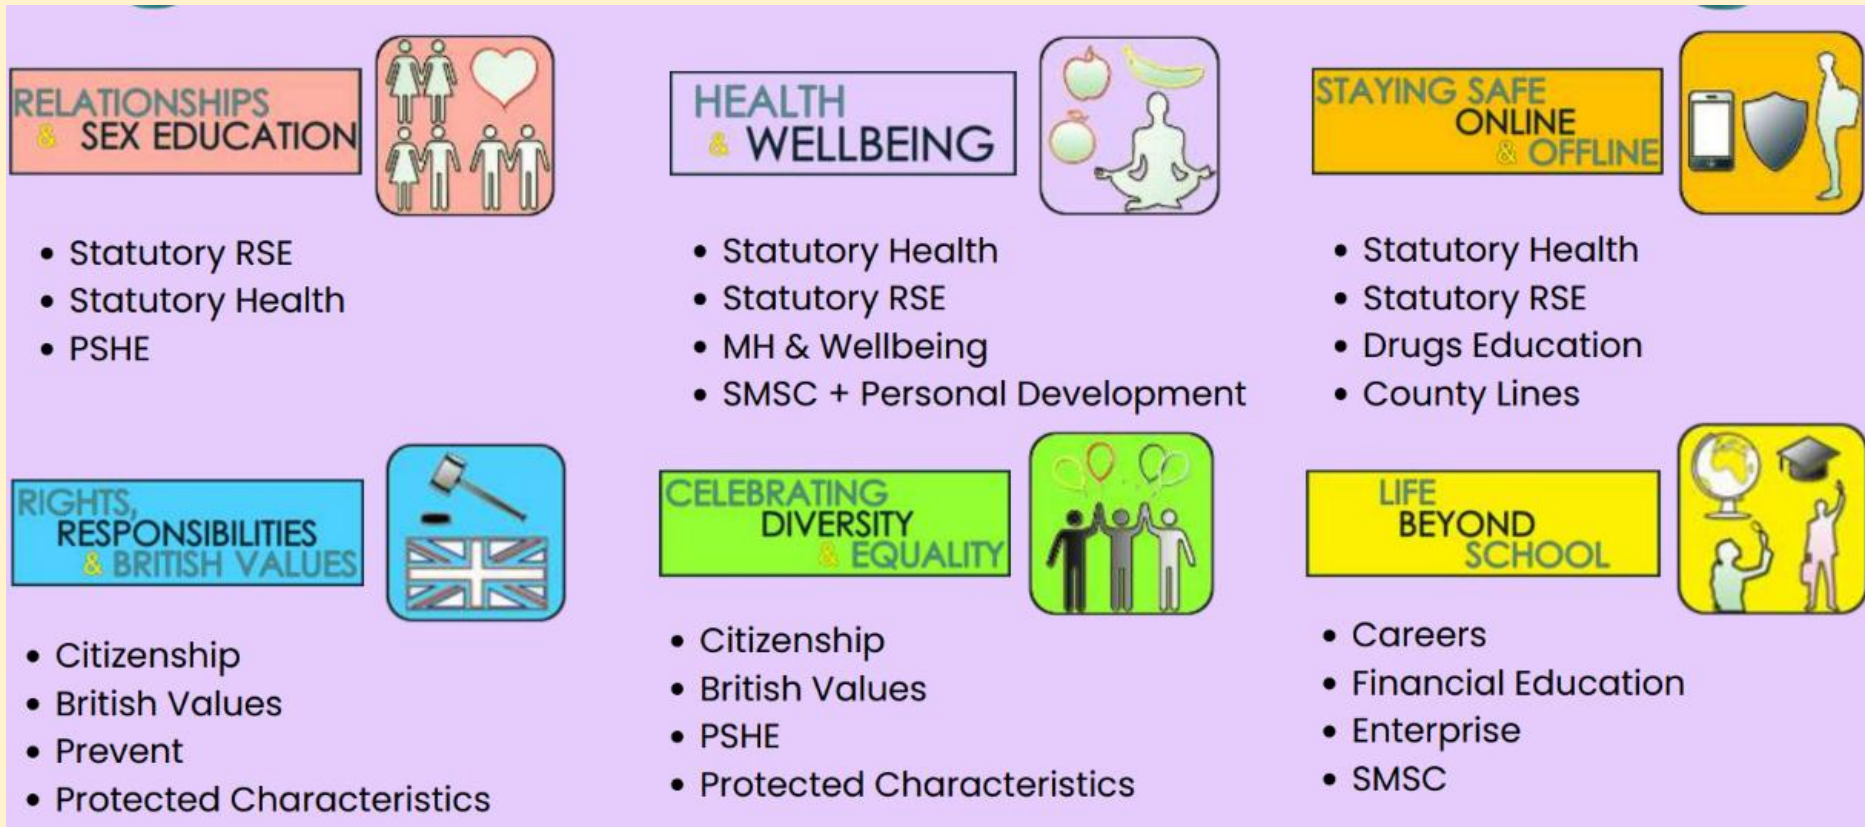 RELATIONSHIPS
& SEX EDUCATION
• Statutory RSE
• Statutory Health
• PSHE
HEALTH
& WELLBEING
• Statutory Health
• Statutory RSE
• MH & Wellbeing
• SMSC + Personal Development
STAYING SAFE
ONLINE
& OFFLINE
• Statutory Health
• Statutory RSE
• Drugs Education
• County Lines
RIGHTS,
RESPONSIBILITIES
& BRITISH VALUES
• Citizenship
• British Values
• Prevent
• Protected Characteristics
CELEBRATING
DIVERSITY
& EQUALITY
• Citizenship
• British Values
• PSHE
• Protected Characteristics
LIFE
BEYOND
SCHOOL
• Careers
• Financial Education
• Enterprise
• SMSC